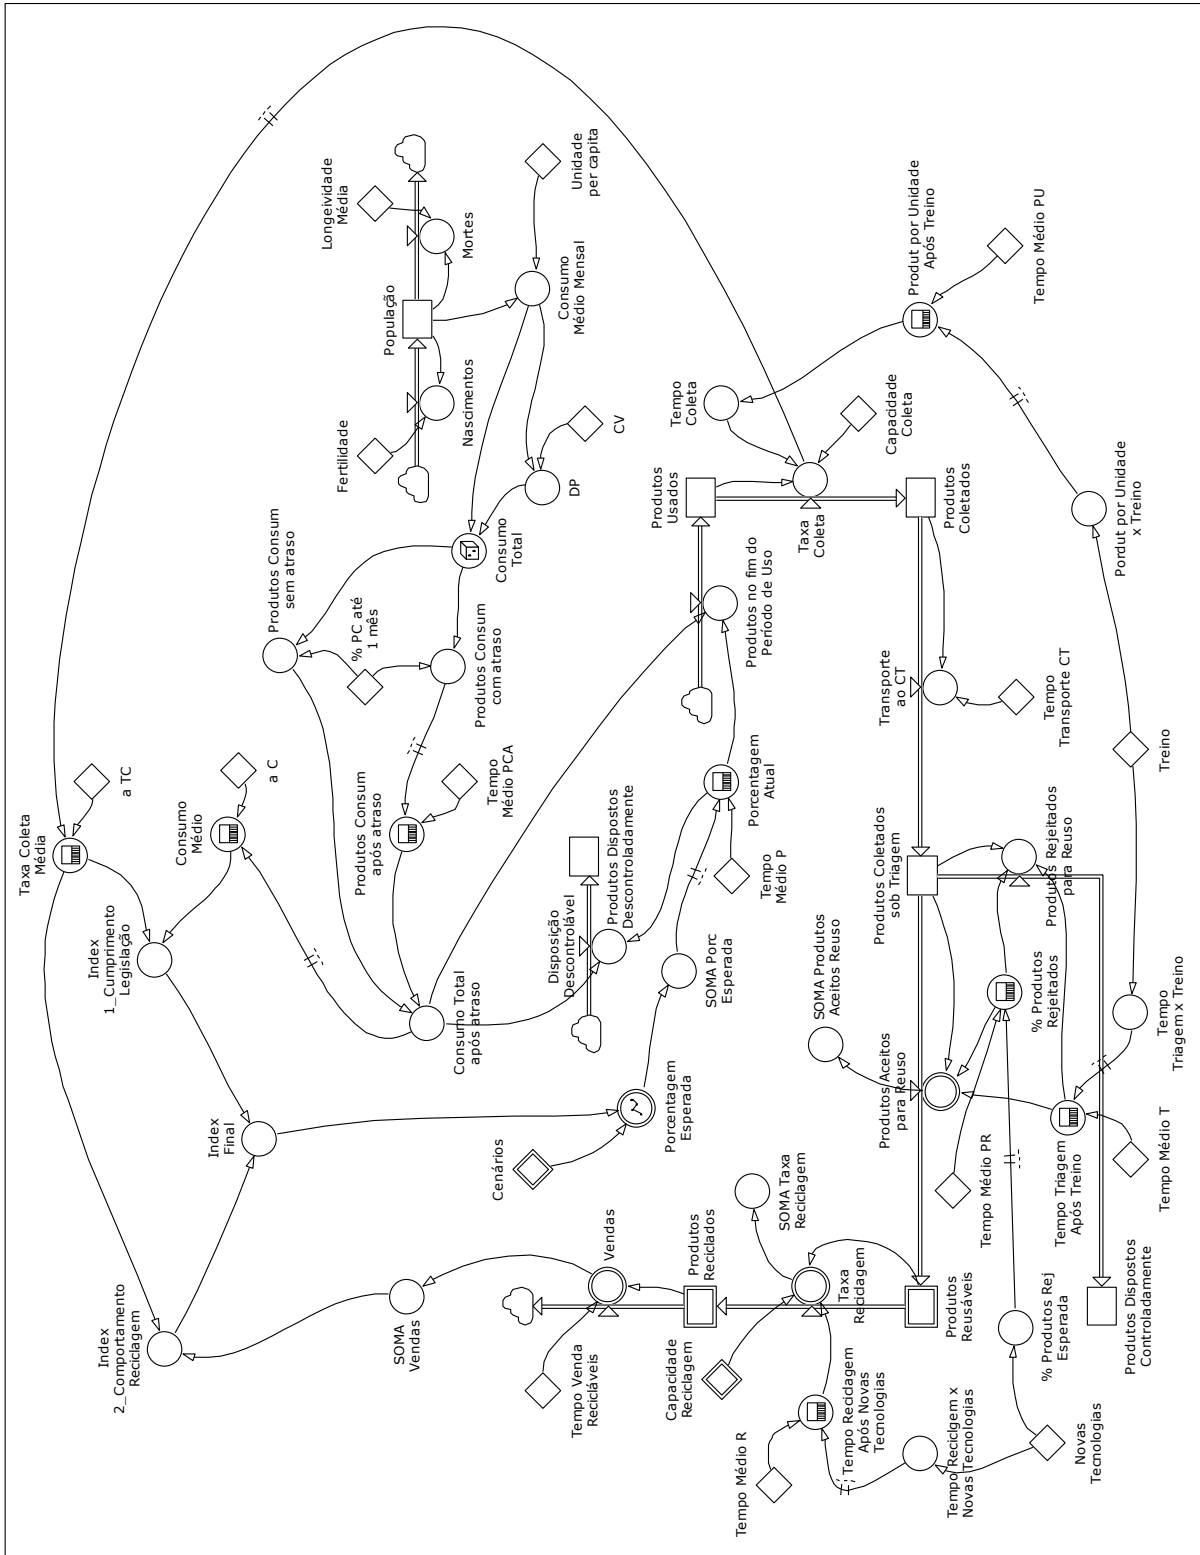 Index
2_Comportamento
Reciclagem
Taxa Coleta
Média
a TC
Index
1_Cumprimento
Legislação
Consumo
Médio
a C
Index
Final
Produtos Consum
sem atraso
% PC até
1 mês
Longeividade
Média
Fertilidade
População
Mortes
Nascimentos
Unidade
per capita
Consumo
Médio Mensal
CV
DP
Consumo
Total
Produtos Consum
com atraso
Produtos Consum
após atraso
Tempo
Médio PCA
Consumo Total
após atraso
SOMA
Vendas
Cenários
Porcentagem
Esperada
Disposição
Descontrolável
Produtos Dispostos
Descontroladamente
SOMA Porc
Esperada
Tempo
Médio P
Porcentagem
Atual
Produtos no fim do
Período de Uso
Produtos
Usados
Tempo
Coleta
Capacidade
Coleta
Taxa
Coleta
Produtos
Coletados
Produt por Unidade
Após Treino
Tempo Médio PU
Tempo Venda
Recicláveis
Vendas
Produtos
Reciclados
Capacidade
Reciclagem
SOMA Taxa
Reciclagem
Taxa
Reciclagem
Produtos
Reusáveis
Tempo Médio R
Tempo Reciclagem
Após Novas
Tecnologias
Tempo Reciclgem x
Novas Tecnologias
Novas
Tecnologias
% Produtos Rej
Esperada
SOMA Produtos
Aceitos Reuso
Produtos Aceitos
para Reuso
Produtos Coletados
sob Triagem
Transporte
ao CT
Tempo
Transporte CT
% Produtos
Rejeitados
Produtos Rejeitados
para Reuso
Tempo Médio PR
Tempo Triagem
Após Treino
Tempo Médio T
Tempo
Triagem x Treino
Treino
Pordut por Unidade
x Treino
Produtos Dispostos
Controladamente